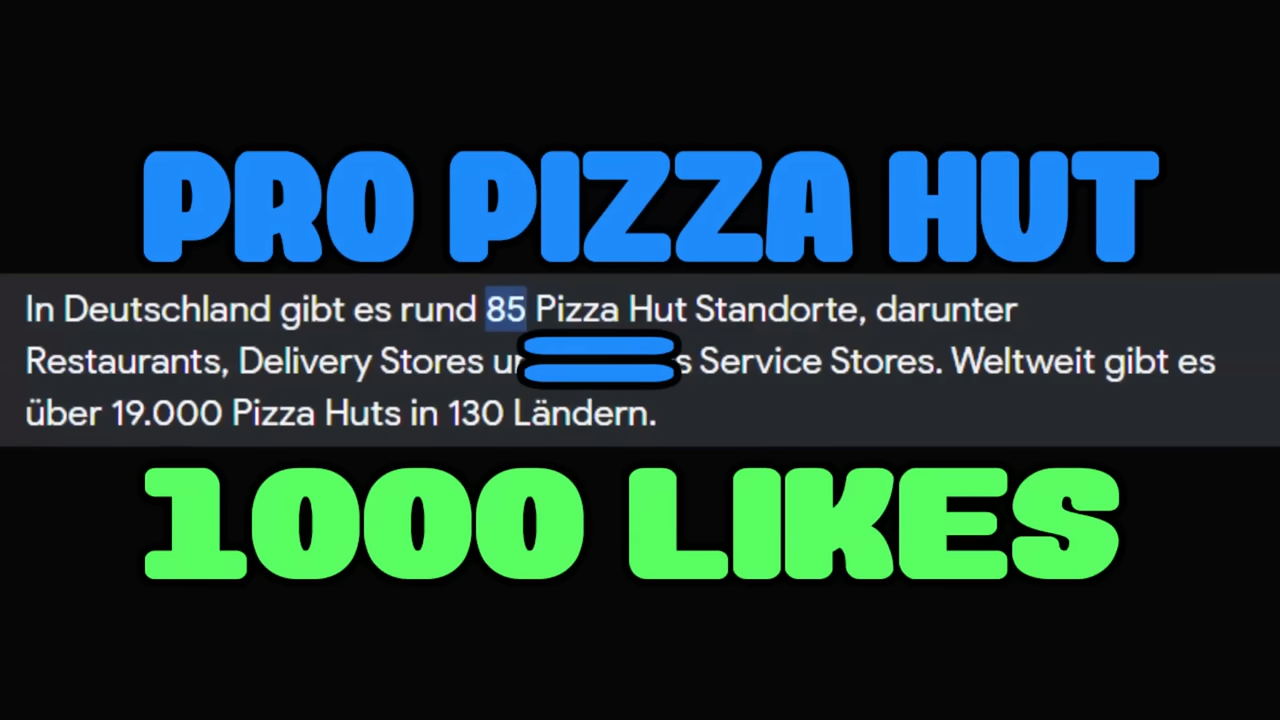 PRO PIZZA HUT
In Deutschland gibt es rund 85 Pizza Hut Standorte, darunter
Restaurants, Delivery Stores = Service Stores. Weltweit gibt es
über 19.000 Pizza Huts in 130 Ländern.
1000 LIKES